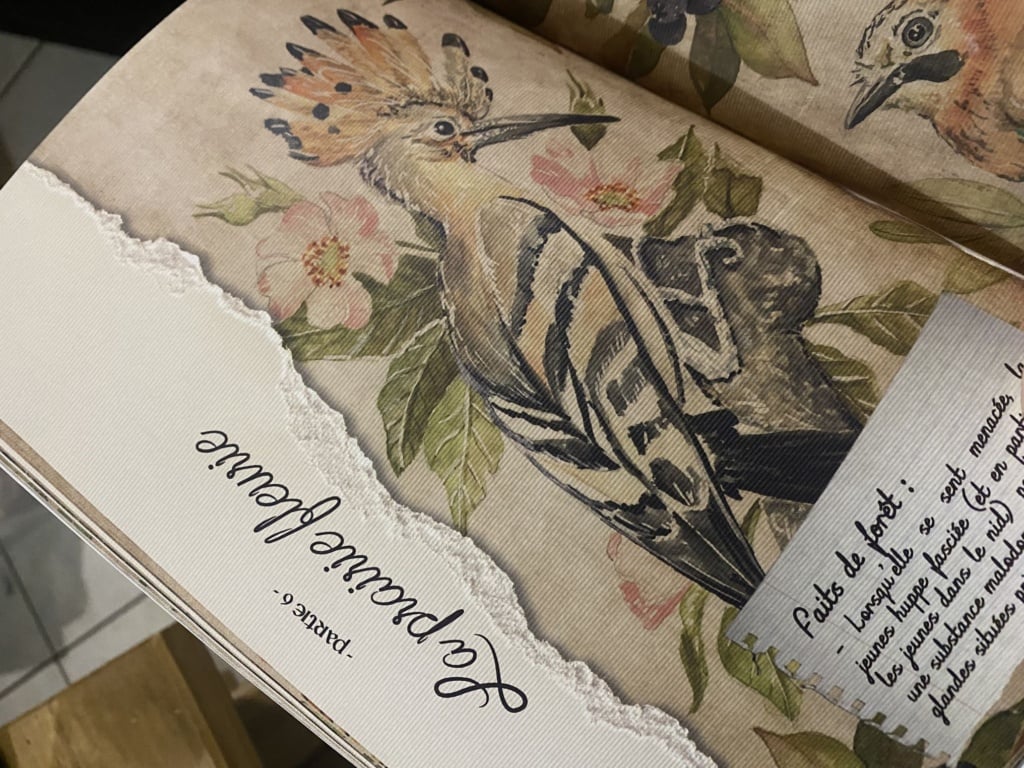 La prairie fleurie
-partie 6-
Faits de forêt :
- Lorsqu'elle se sent menacée, l
jeunes huppe fasciée (et en parti
les jeunes dans le nid)
une substance malodo
glandes situées